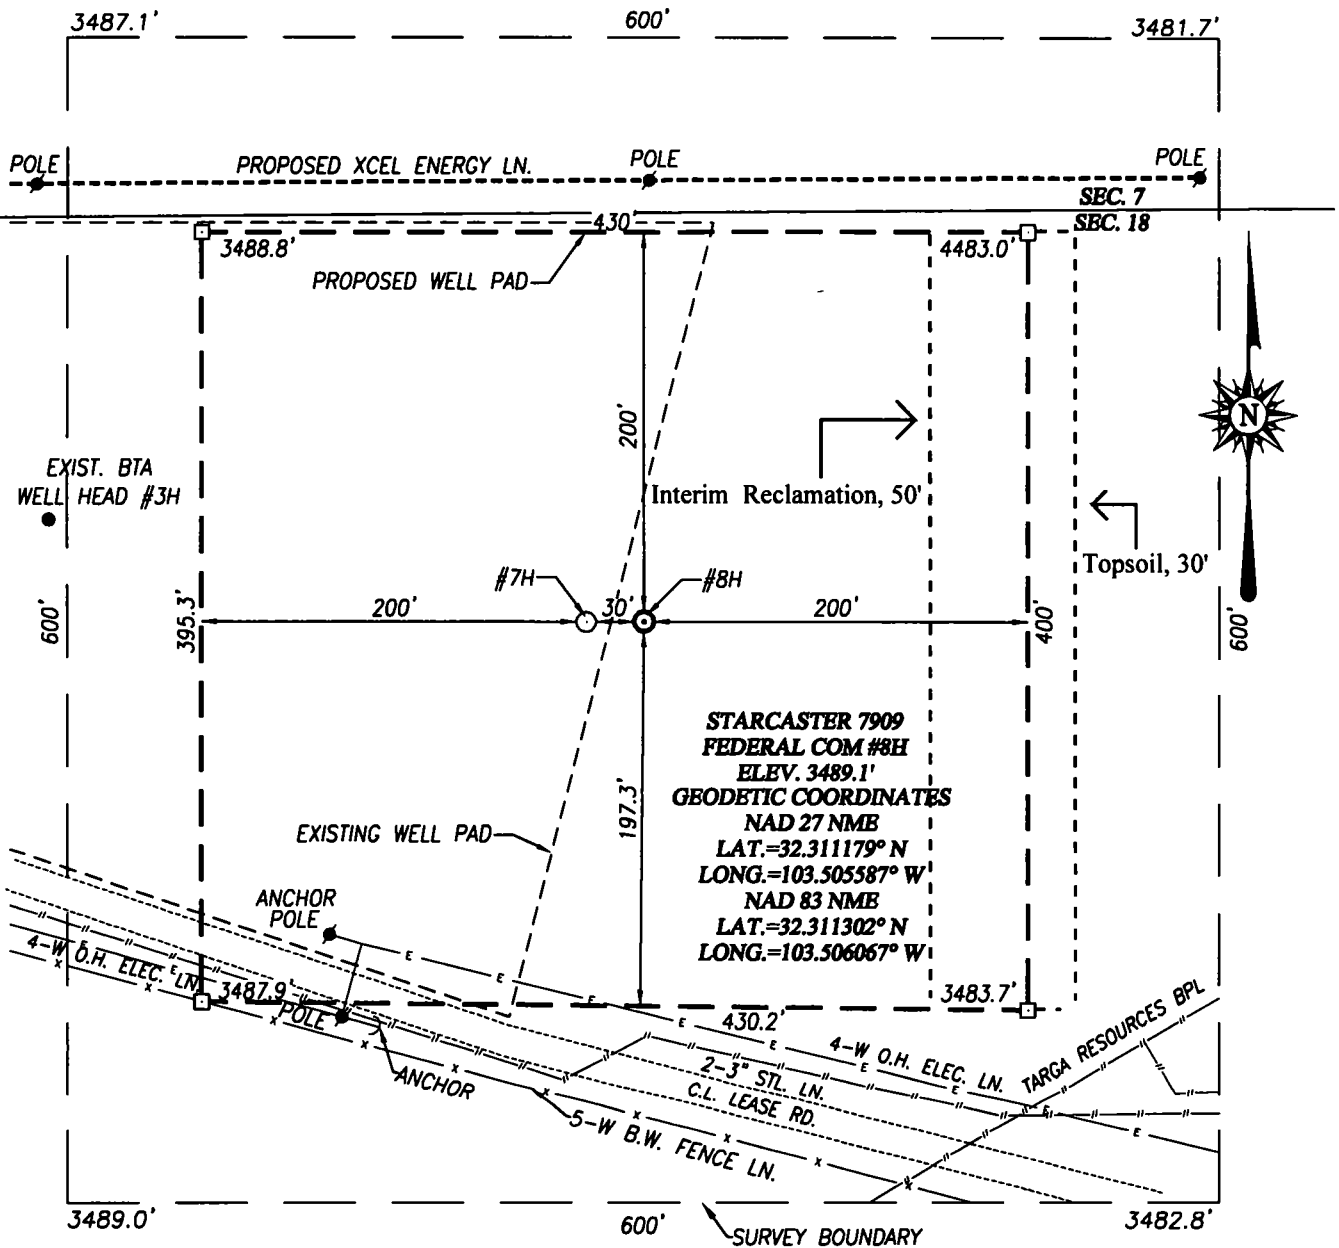 3487.1'
600'
3481.7'
POLE
PROPOSED XCEL ENERGY LN.
POLE
POLE
SEC. 7
SEC. 18
430'
3488.8'
4483.0'
PROPOSED WELL PAD
200'
EXIST. BTA
WELL HEAD #3H
N
Interim Reclamation, 50'
Topsoil, 30'
#7H
#8H
600'
395.3'
200'
30'
200'
400'
600'
STARCASTER 7909
FEDERAL COM #8H
ELEV. 3489.1'
GEODETIC COORDINATES
NAD 27 NME
LAT.=32.311179° N
LONG.=103.505587° W
NAD 83 NME
LAT.=32.311302° N
LONG.=103.506067° W
197.3'
EXISTING WELL PAD
ANCHOR
POLE
4-W O.H. ELEC. LN.
3487.9'
3483.7'
POLE
430.2'
ANCHOR
4-W O.H. ELEC. LN.
TARGA RESOURCES BPL
2-3" STL. LN.
C.L. LEASE RD.
5-W B.W. FENCE LN.
3489.0'
600'
3482.8'
SURVEY BOUNDARY